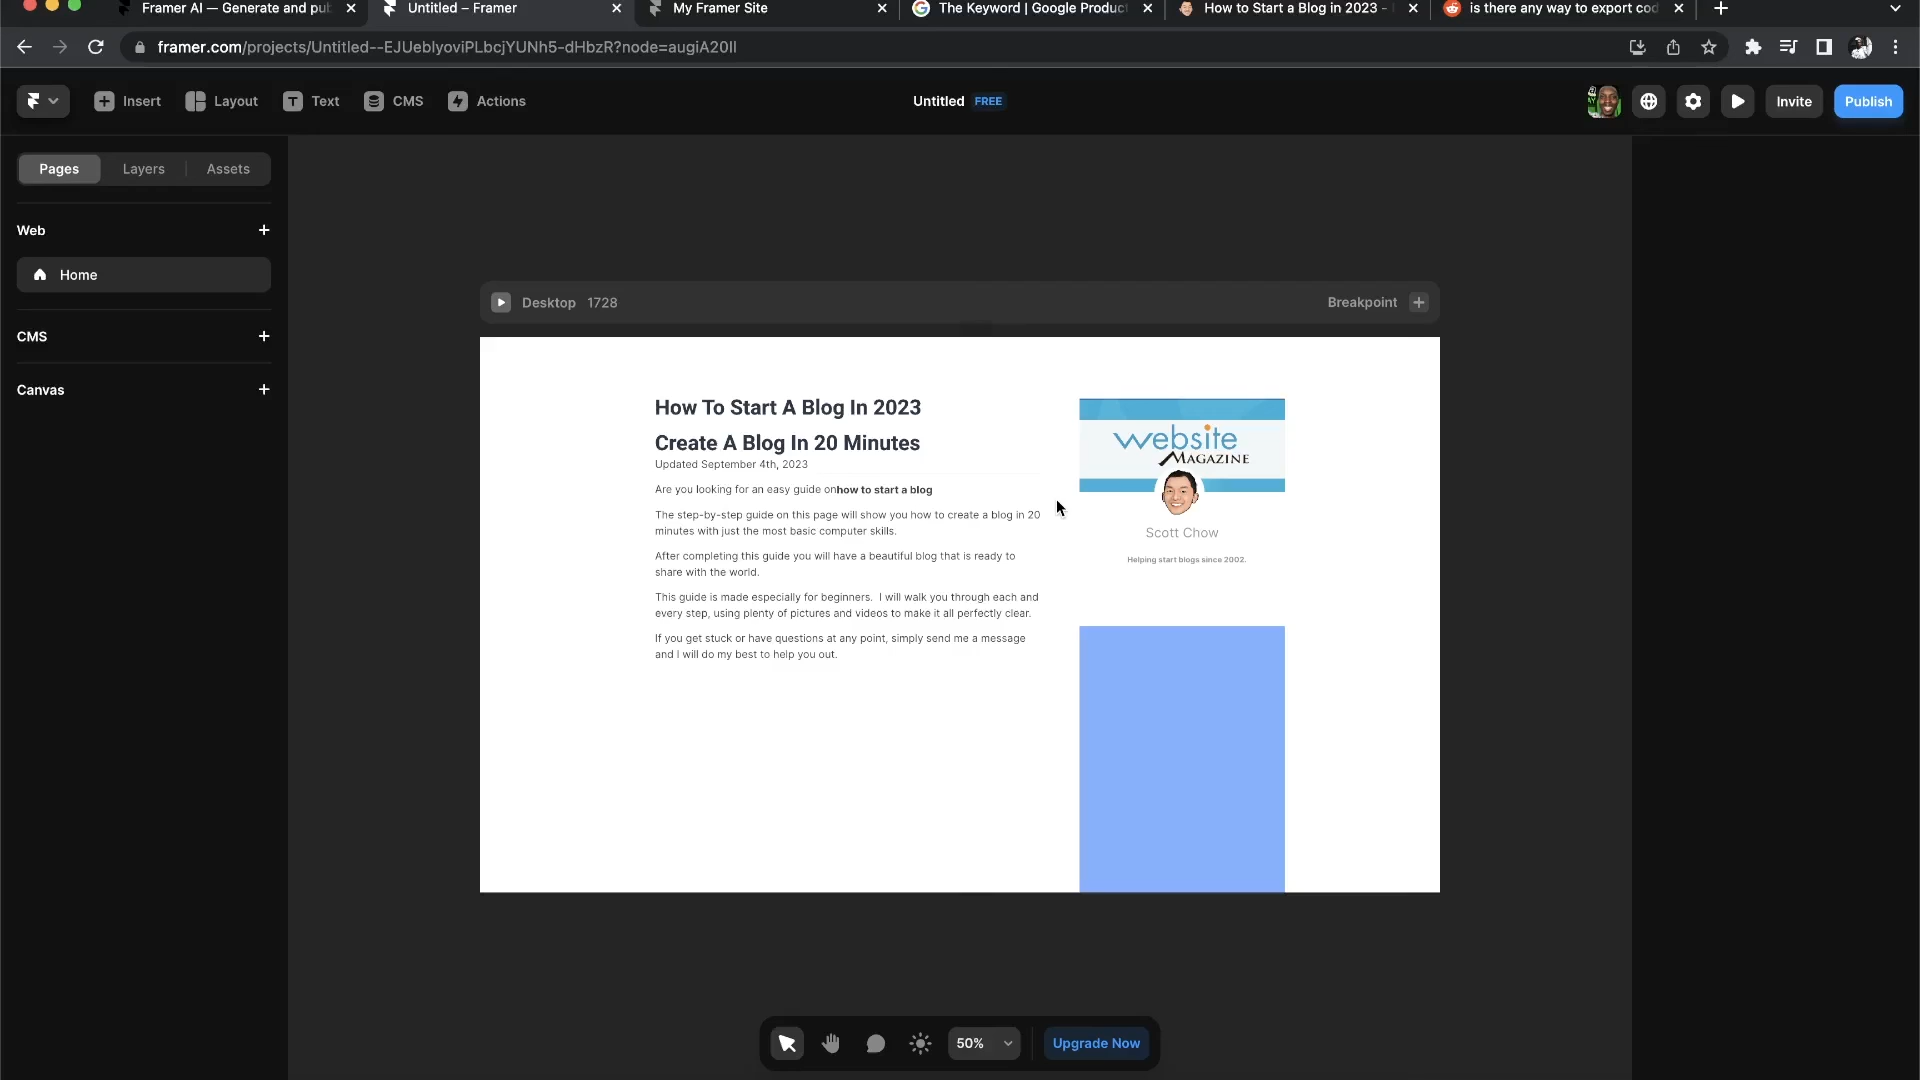 Framer AI — Generate and pub
Untitled – Framer
My Framer Site
The Keyword | Google Product
How to Start a Blog in 2023 -
is there any way to export cod
framer.com/projects/Untitled--EJUeblyoviPLbcjYUNh5-dHbzR?node=augiA20Il
Insert
Layout
T Text
CMS
Actions
Untitled FREE
Invite
Publish
Pages
Layers
Assets
Web
Home
CMS
Canvas
Desktop 1728
Breakpoint
How To Start A Blog In 2023
Create A Blog In 20 Minutes
Updated September 4th, 2023
Are you looking for an easy guide onhow to start a blog
The step-by-step guide on this page will show you how to create a blog in 20
minutes with just the most basic computer skills.
After completing this guide you will have a beautiful blog that is ready to
share with the world.
This guide is made especially for beginners.  I will walk you through each and
every step, using plenty of pictures and videos to make it all perfectly clear.
If you get stuck or have questions at any point, simply send me a message
and I will do my best to help you out.
website
MAGAZINE
Scott Chow
Helping start blogs since 2002.
50%
Upgrade Now